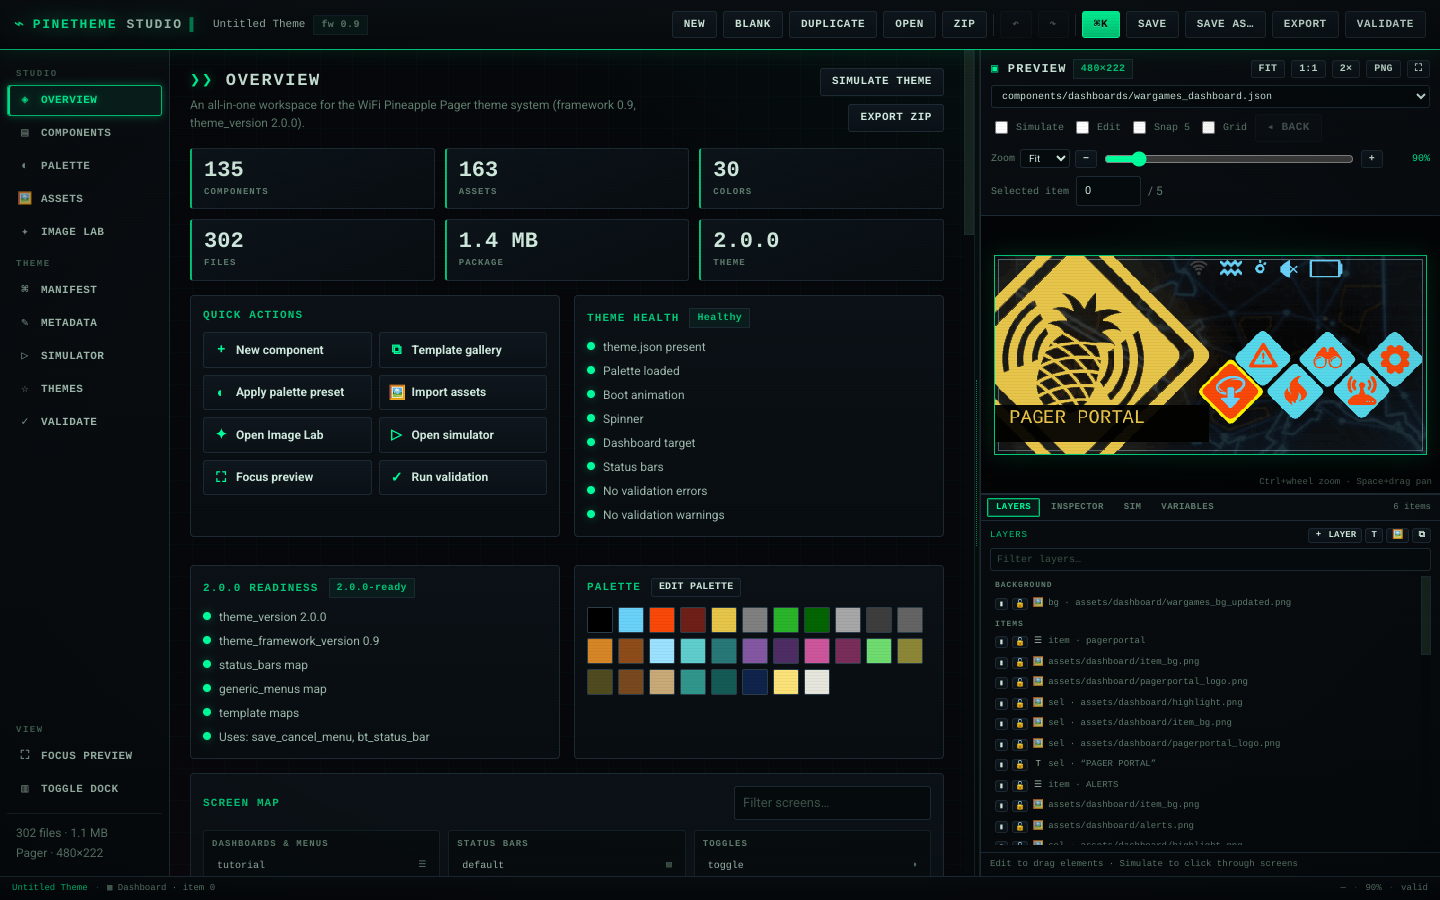 PINETHEME STUDIO
Untitled Theme
fw 0.9
NEW
BLANK
DUPLICATE
OPEN
ZIP
⌘K
SAVE
SAVE AS…
EXPORT
VALIDATE
STUDIO
OVERVIEW
COMPONENTS
PALETTE
ASSETS
IMAGE LAB
THEME
MANIFEST
METADATA
SIMULATOR
THEMES
VALIDATE
VIEW
FOCUS PREVIEW
TOGGLE DOCK
302 files · 1.1 MB
Pager · 480×222
❯❯ OVERVIEW
An all-in-one workspace for the WiFi Pineapple Pager theme system (framework 0.9,
theme_version 2.0.0).
SIMULATE THEME
EXPORT ZIP
135
COMPONENTS
163
ASSETS
30
COLORS
302
FILES
1.4 MB
PACKAGE
2.0.0
THEME
QUICK ACTIONS
+ New component
Template gallery
Apply palette preset
Import assets
Open Image Lab
Open simulator
Focus preview
✓ Run validation
THEME HEALTH
Healthy
theme.json present
Palette loaded
Boot animation
Spinner
Dashboard target
Status bars
No validation errors
No validation warnings
2.0.0 READINESS
2.0.0-ready
theme_version 2.0.0
theme_framework_version 0.9
status_bars map
generic_menus map
template maps
Uses: save_cancel_menu, bt_status_bar
PALETTE
EDIT PALETTE
SCREEN MAP
Filter screens…
DASHBOARDS & MENUS
tutorial
STATUS BARS
default
TOGGLES
toggle
PREVIEW
480×222
FIT
1:1
2×
PNG
components/dashboards/wargames_dashboard.json
Simulate
Edit
Snap 5
Grid
◂ BACK
Zoom
Fit
−
+
90%
Selected item
0
/ 5
PAGER PORTAL
Ctrl+wheel zoom · Space+drag pan
LAYERS
INSPECTOR
SIM
VARIABLES
6 items
LAYERS
+ LAYER
T
Filter layers…
BACKGROUND
bg · assets/dashboard/wargames_bg_updated.png
ITEMS
item · pagerportal
assets/dashboard/item_bg.png
assets/dashboard/pagerportal_logo.png
sel · assets/dashboard/highlight.png
sel · assets/dashboard/item_bg.png
sel · assets/dashboard/pagerportal_logo.png
T sel · “PAGER PORTAL”
item · ALERTS
assets/dashboard/item_bg.png
assets/dashboard/alerts.png
sel · assets/dashboard/highlight.png
Edit to drag elements · Simulate to click through screens
Untitled Theme · Dashboard · item 0
— · 90% · valid